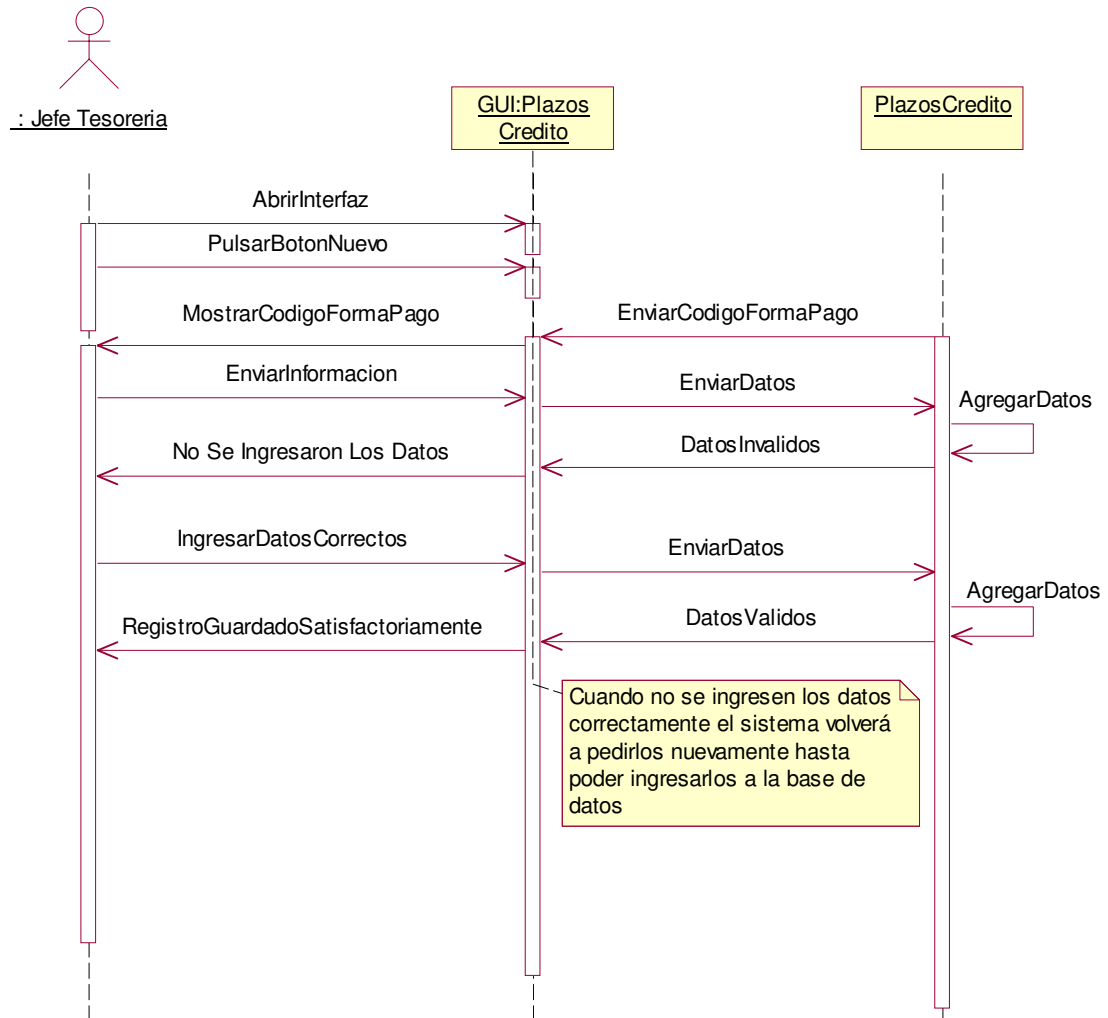 : Jefe Tesoreria
GUI:Plazos
Credito
PlazosCredito
AbrirInterfaz
PulsarBotonNuevo
MostrarCodigoFormaPago
EnviarCodigoFormaPago
EnviarInformacion
EnviarDatos
AgregarDatos
No Se Ingresaron Los Datos
DatosInvalidos
IngresarDatosCorrectos
EnviarDatos
AgregarDatos
RegistroGuardadoSatisfactoriamente
DatosValidos
Cuando no se ingresen los datos
correctamente el sistema volverá
a pedirlos nuevamente hasta
poder ingresarlos a la base de
datos